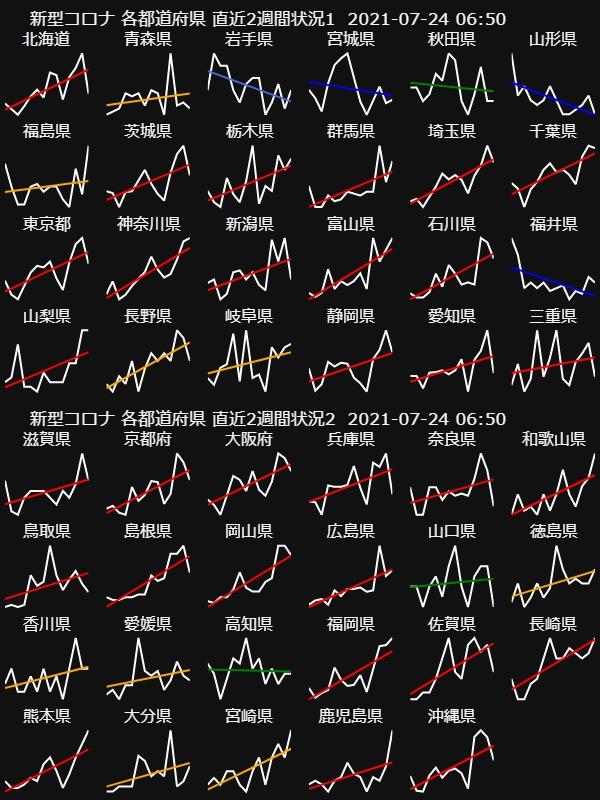 新型コロナ 各都道府県 直近2週間状況1 2021-07-24 06:50
北海道 青森県 岩手県 宮城県 秋田県 山形県
福島県 茨城県 栃木県 群馬県 埼玉県 千葉県
東京都 神奈川県 新潟県 富山県 石川県 福井県
山梨県 長野県 岐阜県 静岡県 愛知県 三重県
新型コロナ 各都道府県 直近2週間状況2 2021-07-24 06:50
滋賀県 京都府 大阪府 兵庫県 奈良県 和歌山県
鳥取県 島根県 岡山県 広島県 山口県 徳島県
香川県 愛媛県 高知県 福岡県 佐賀県 長崎県
熊本県 大分県 宮崎県 鹿児島県 沖縄県